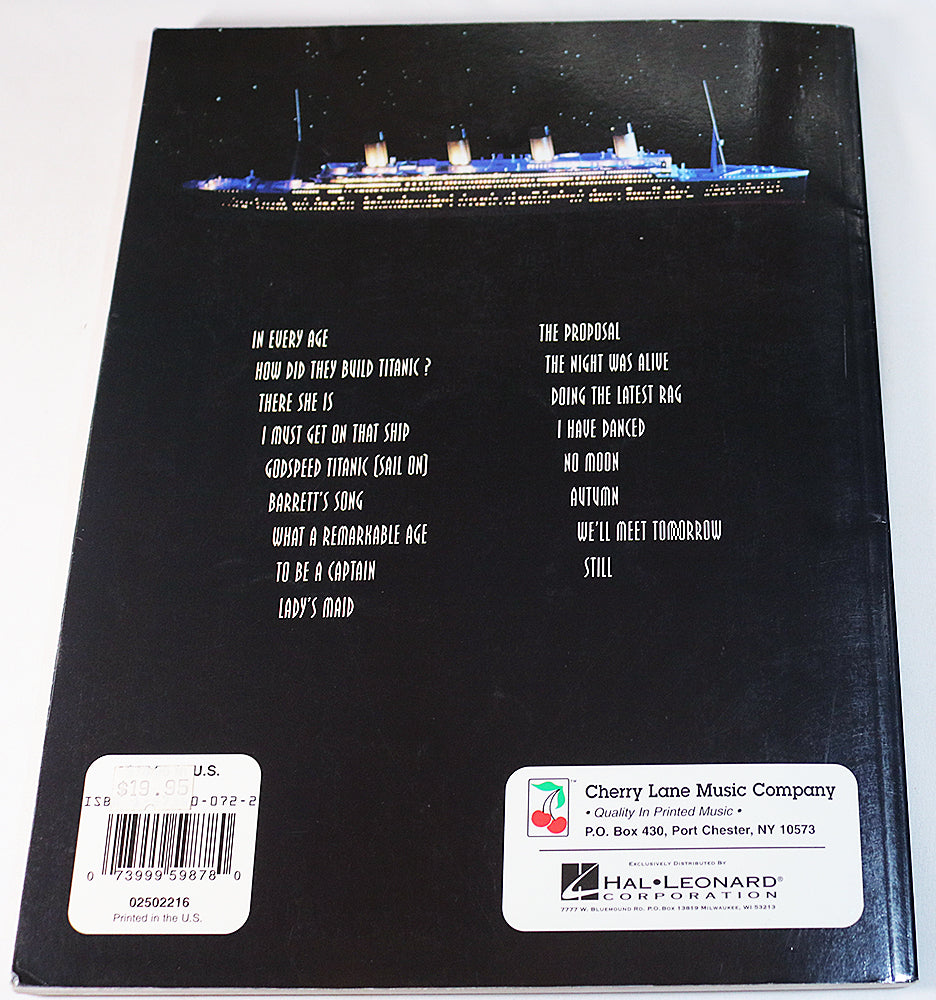 IN EVERY AGE
HOW DID THEY BUILD TITANIC ?
THERE SHE IS
I MUST GET ON THAT SHIP
GODSPEED TITANIC (SAIL ON)
BARRETT'S SONG
WHAT A REMARKABLE AGE
TO BE A CAPTAIN
LADY'S MAID
THE PROPOSAL
THE NIGHT WAS ALIVE
DOING THE LATEST RAG
I HAVE DANCED
NO MOON
AUTUMN
WE'LL MEET TOMORROW
STILL
U.S.
$19.95
ISB 0-072-2
0 73999 59878 0
02502216
Printed in the U.S.
Cherry Lane Music Company
• Quality In Printed Music •
P.O. Box 430, Port Chester, NY 10573
EXCLUSIVELY DISTRIBUTED BY
HAL•LEONARD®
CORPORATION
7777 W. BLUEMOUND RD. P.O. BOX 13819 MILWAUKEE, WI 53213